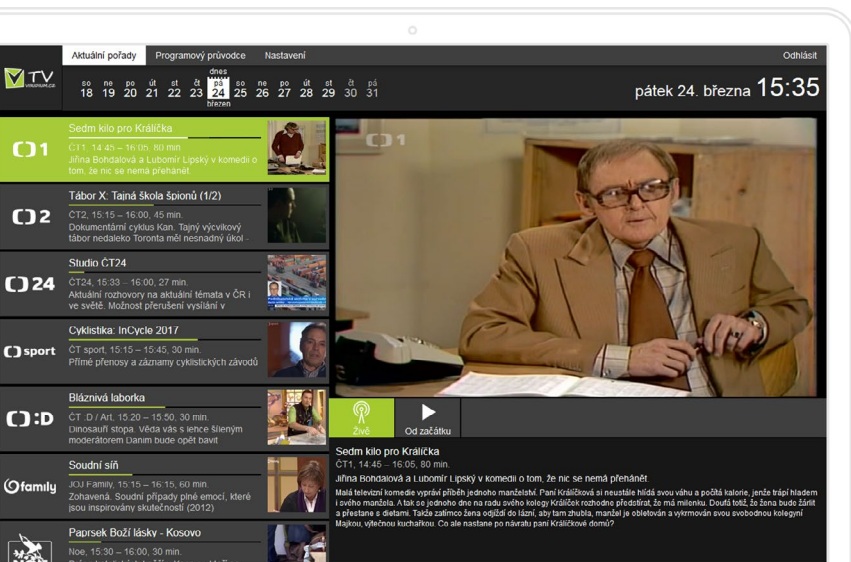 Aktuální pořady Programový průvodce Nastavení Odhlásit
TV
dnes
so ne po út st čt pá so ne po út st čt pá
18 19 20 21 22 23 24 25 26 27 28 29 30 31
březen
pátek 24. března 15:35
1
Sedm kilo pro Králíčka
ČT1, 14:45 – 16:05, 80 min.
Jiřina Bohdalová a Lubomír Lipský v komedii o
tom, že nic se nemá přehánět.
2
Tábor X: Tajná škola špionů (1/2)
ČT2, 15:15 – 16:00, 45 min.
Dokumentární cyklus Kan. Tajný výcvikový
tábor nedaleko Toronta měl nesnadný úkol -
24
Studio ČT24
ČT24, 15:33 – 16:00, 27 min.
Aktuální rozhovory na aktuální témata v ČR i
ve světě. Možnost přerušení vysílání v
sport
Cyklistika: InCycle 2017
ČT sport, 15:15 – 15:45, 30 min.
Přímé přenosy a záznamy cyklistických závodů
:D
Bláznivá laborka
ČT :D / Art, 15:20 – 15:50, 30 min.
Dinosauří stopa. Věda vás s lehce šíleným
moderátorem Danim bude opět bavit
family
Soudní síň
JOJ Family, 15:15 – 16:15, 60 min.
Zohavená. Soudní případy plné emocí, které
jsou inspirovány skutečností (2012)
Paprsek Boží lásky - Kosovo
Noe, 15:30 – 16:00, 30 min.
1
Živě Od začátku
Sedm kilo pro Králíčka
ČT1, 14:45 – 16:05, 80 min.
Jiřina Bohdalová a Lubomír Lipský v komedii o tom, že nic se nemá přehánět.
Malá televizní komedie vypráví příběh jednoho manželství. Paní Králíčková si neustále hlídá svou váhu a počítá kalorie, jenže trápí hladem
i svého manžela. A tak se jednoho dne na radu svého kolegy Králíček rozhodne předstírat, že má milenku. Doufá totiž, že žena bude žárlit
a přestane s dietami. Takže zatímco žena odjíždí do lázní, aby tam zhubla, manžel je obletován a vykrmován svou svobodnou kolegyní
Majkou, výtečnou kuchařkou. Co ale nastane po návratu paní Králíčkové domů?